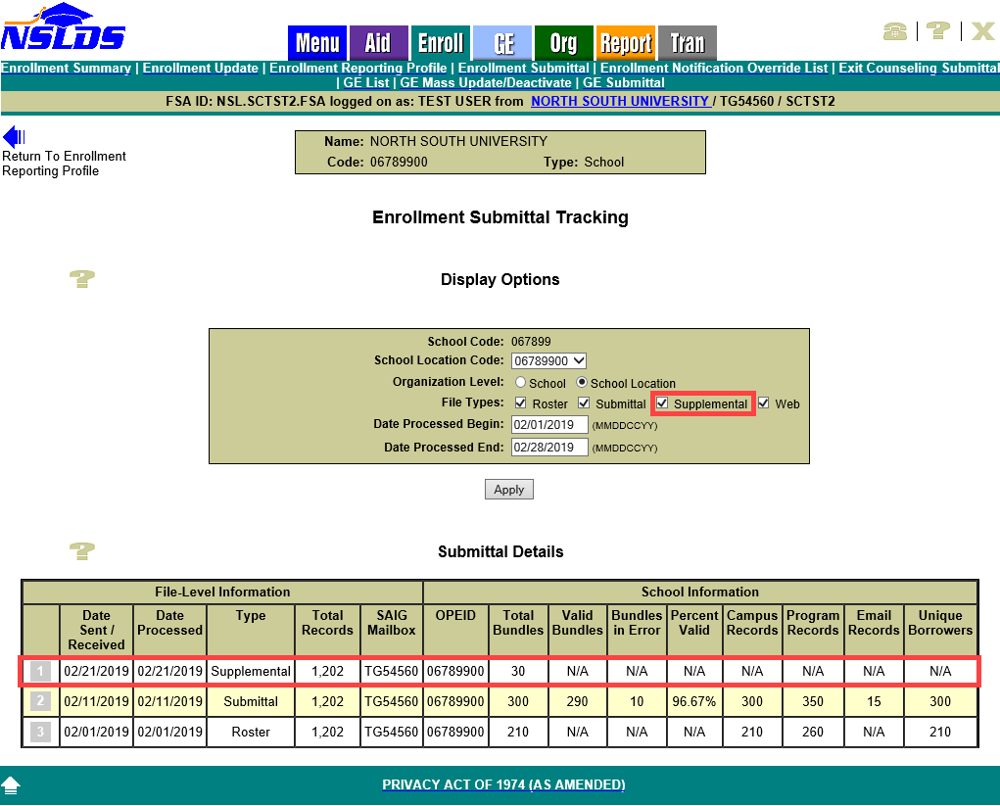 NSLDS
Menu Aid Enroll GE Org Report Tran
Enrollment Summary | Enrollment Update | Enrollment Reporting Profile | Enrollment Submittal | Enrollment Notification Override List | Exit Counseling Submittal
| GE List | GE Mass Update/Deactivate | GE Submittal
FSA ID: NSL.SCTST2.FSA logged on as: TEST USER from NORTH SOUTH UNIVERSITY / TG54560 / SCTST2
Return To Enrollment
Reporting Profile
Name: NORTH SOUTH UNIVERSITY
Code: 06789900 Type: School
Enrollment Submittal Tracking
Display Options
School Code: 067899
School Location Code: 06789900
Organization Level: School School Location
File Types: Roster Submittal Supplemental Web
Date Processed Begin: 02/01/2019 (MMDDCCYY)
Date Processed End: 02/28/2019 (MMDDCCYY)
Apply
Submittal Details
File-Level Information School Information
Date Sent / Received Date Processed Type Total Records SAIG Mailbox OPEID Total Bundles Valid Bundles Bundles in Error Percent Valid Campus Records Program Records Email Records Unique Borrowers
1 02/21/2019 02/21/2019 Supplemental 1,202 TG54560 06789900 30 N/A N/A N/A N/A N/A N/A N/A
2 02/11/2019 02/11/2019 Submittal 1,202 TG54560 06789900 300 290 10 96.67% 300 350 15 300
3 02/01/2019 02/01/2019 Roster 1,202 TG54560 06789900 210 N/A N/A N/A 210 260 N/A 210
PRIVACY ACT OF 1974 (AS AMENDED)